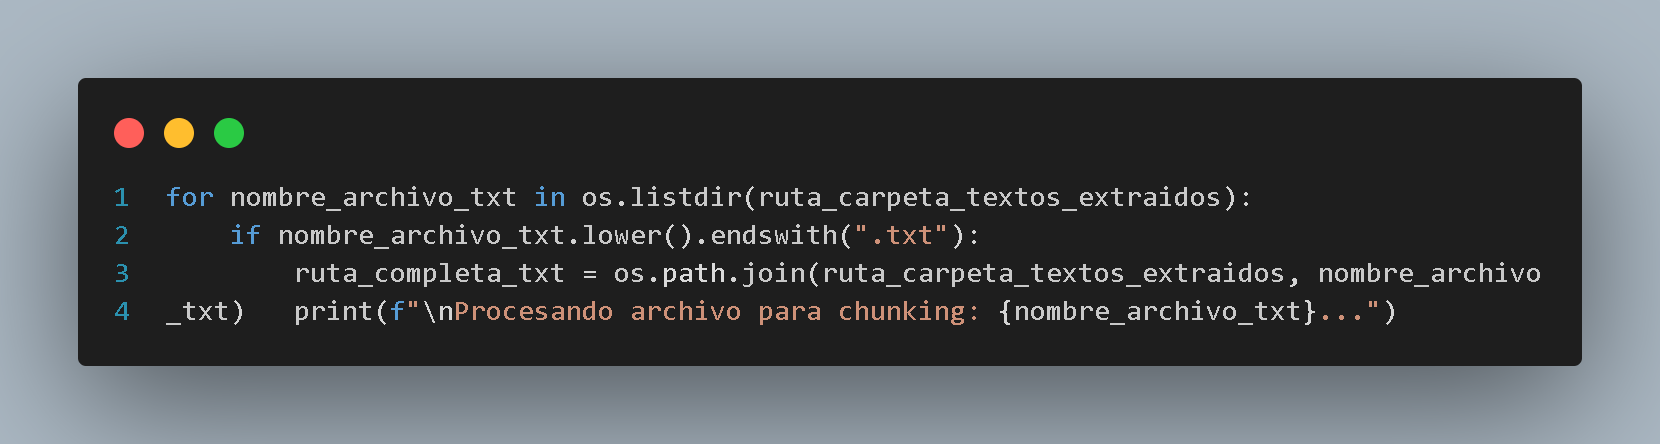 1 for nombre_archivo_txt in os.listdir(ruta_carpeta_textos_extraidos):
2     if nombre_archivo_txt.lower().endswith(".txt"):
3         ruta_completa_txt = os.path.join(ruta_carpeta_textos_extraidos, nombre_archivo
4 _txt)   print(f"\nProcesando archivo para chunking: {nombre_archivo_txt}...")